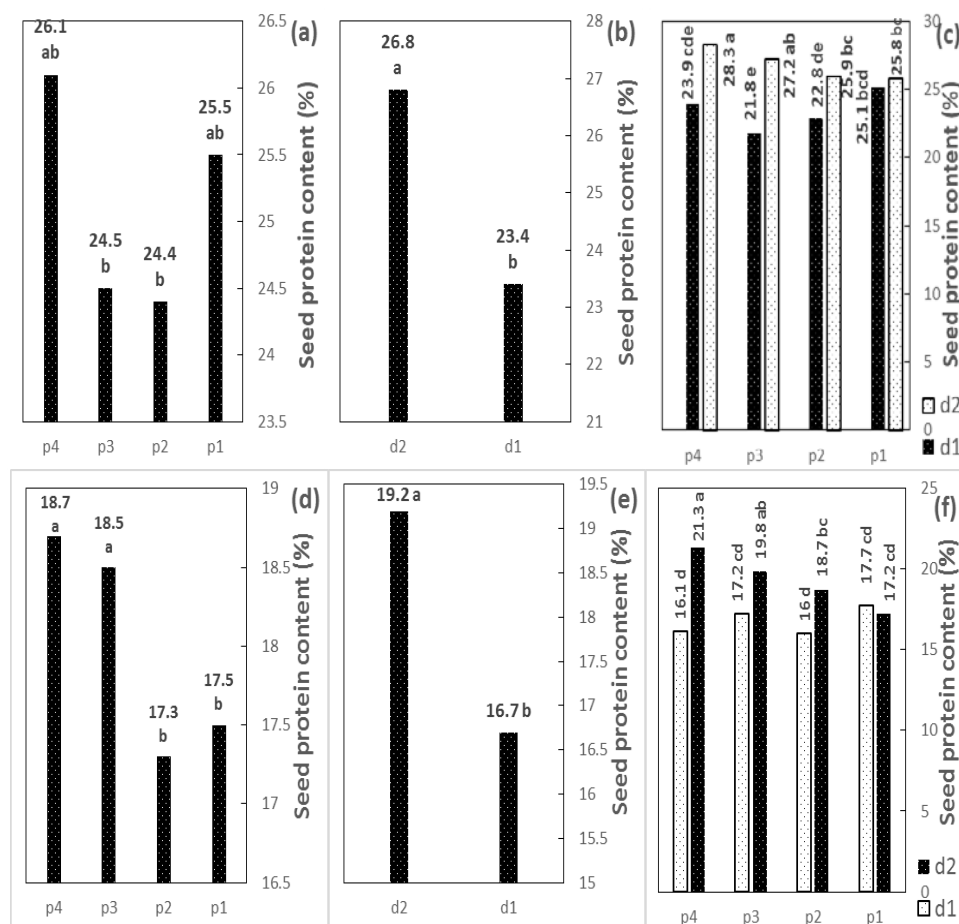 (a)
26.1
ab
24.5
b
24.4
b
25.5
ab
26.5
26
25.5
25
24.5
24
23.5
Seed protein content (%)
p4 p3 p2 p1
(b)
26.8
a
23.4
b
28
27
26
25
24
23
22
21
Seed protein content (%)
d2 d1
(c)
23.9 cde
28.3 a
21.8 e
27.2 ab
22.8 de
25.9 bc
25.1 bcd
25.8 bc
30
25
20
15
10
5
0
Seed protein content (%)
p4 p3 p2 p1
d2
d1
(d)
18.7
a
18.5
a
17.3
b
17.5
b
19
18.5
18
17.5
17
16.5
Seed protein content (%)
p4 p3 p2 p1
(e)
19.2 a
16.7 b
19.5
19
18.5
18
17.5
17
16.5
16
15.5
15
Seed protein content (%)
d2 d1
(f)
16.1 d
21.3 a
17.2 cd
19.8 ab
16 d
18.7 bc
17.7 cd
17.2 cd
25
20
15
10
5
0
Seed protein content (%)
p4 p3 p2 p1
d2
d1